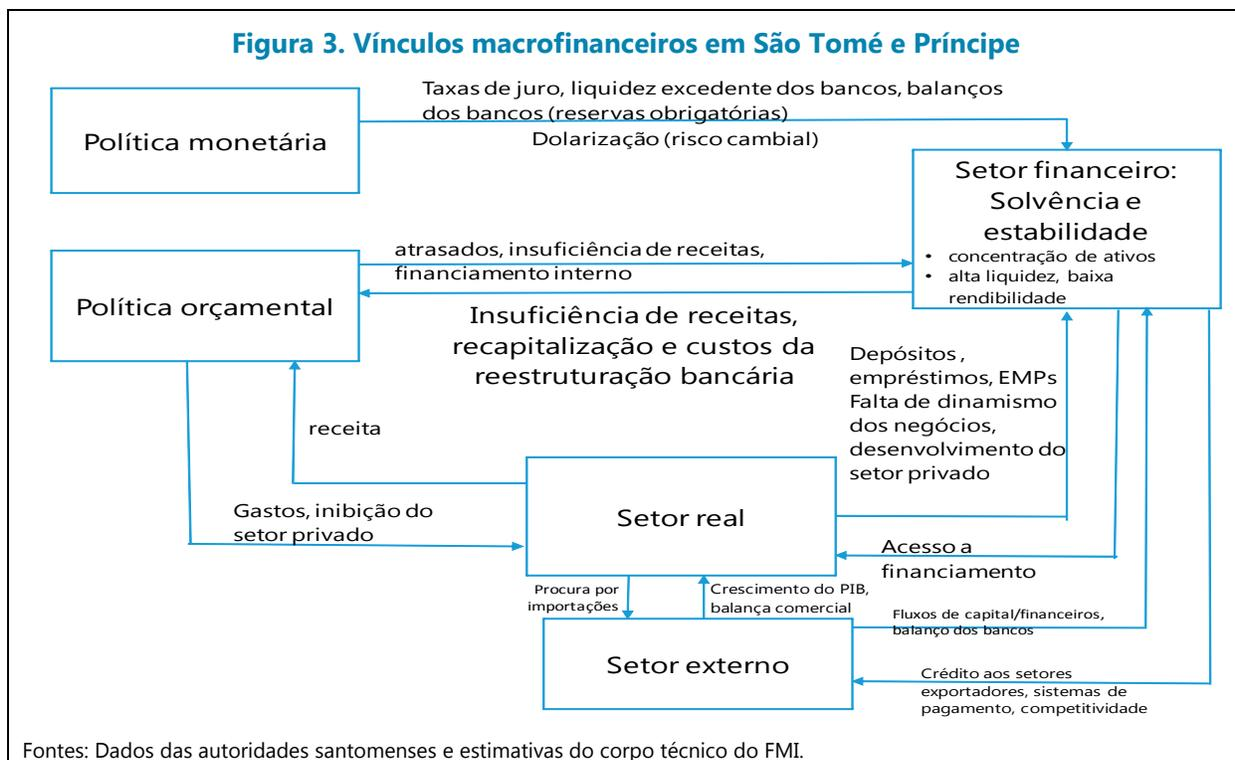 Figura 3. Vínculos macrofinanceiros em São Tomé e Príncipe
Política monetária
Taxas de juro, liquidez excedente dos bancos, balanços
dos bancos (reservas obrigatórias)
Dolarização (risco cambial)
Setor financeiro:
Solvência e
estabilidade
• concentração de ativos
• alta liquidez, baixa
rendibilidade
Política orçamental
atrasados, insuficiência de receitas,
financiamento interno
Insuficiência de receitas,
recapitalização e custos da
reestruturação bancária
Depósitos,
empréstimos, EMPs
Falta de dinamismo
dos negócios,
desenvolvimento do
setor privado
receita
Gastos, inibição do
setor privado
Setor real
Acesso a
financiamento
Procura por
importações
Crescimento do PIB,
balança comercial
Setor externo
Fluxos de capital/financeiros,
balanço dos bancos
Crédito aos setores
exportadores, sistemas de
pagamento, competitividade
Fontes: Dados das autoridades santomenses e estimativas do corpo técnico do FMI.